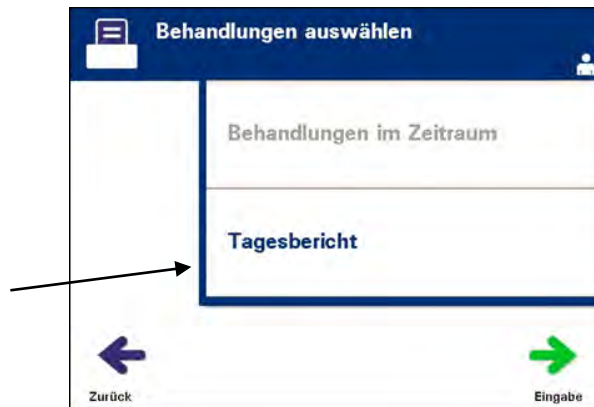 Behandlungen auswählen
Behandlungen im Zeitraum
Tagesbericht
Zurück
Eingabe